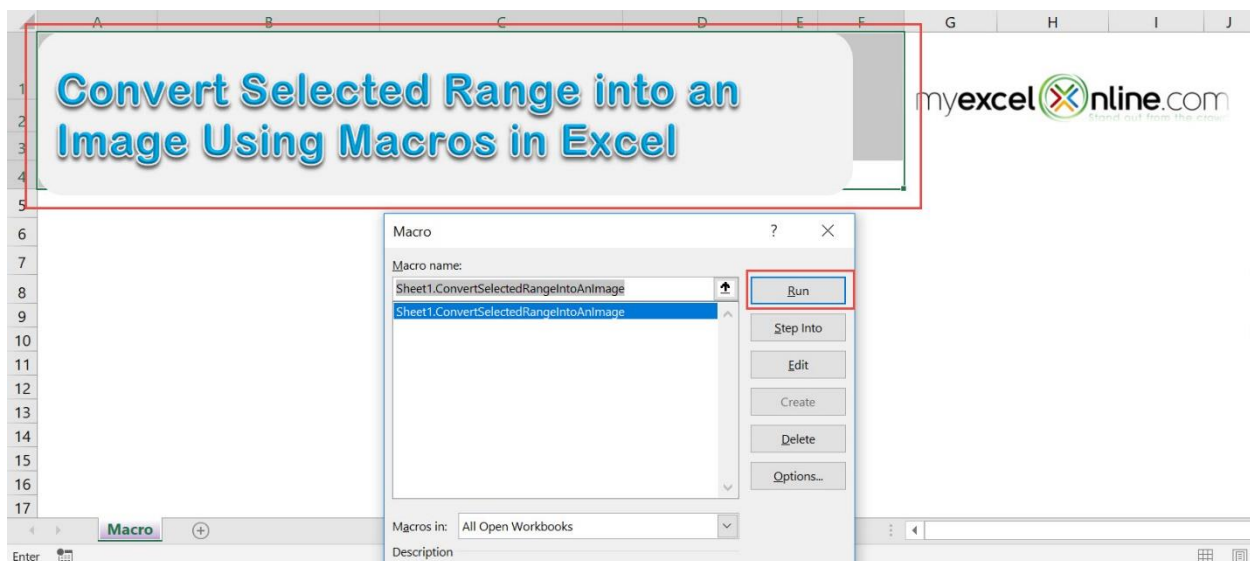 A B C D E F G H I J
Convert Selected Range into an
Image Using Macros in Excel
myexcelOnline.com
Stand out from the crowd
1
2
3
4
5
6
7
8
9
10
11
12
13
14
15
16
17
Macro ? ×
Macro name:
Sheet1.ConvertSelectedRangeIntoAnImage
Sheet1.ConvertSelectedRangeIntoAnImage
Run
Step Into
Edit
Create
Delete
Options...
Macros in: All Open Workbooks
Description
Macro
Enter